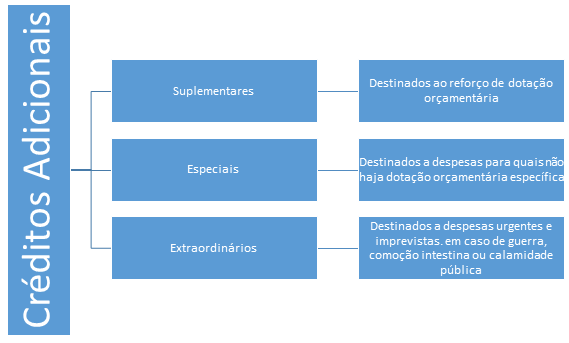 Créditos Adicionais
Suplementares
Destinados ao reforço de dotação
orçamentária
Especiais
Destinados a despesas para quais não
haja dotação orçamentária específica
Extraordinários
Destinados a despesas urgentes e
imprevistas. em caso de guerra,
comoção intestina ou calamidade
pública